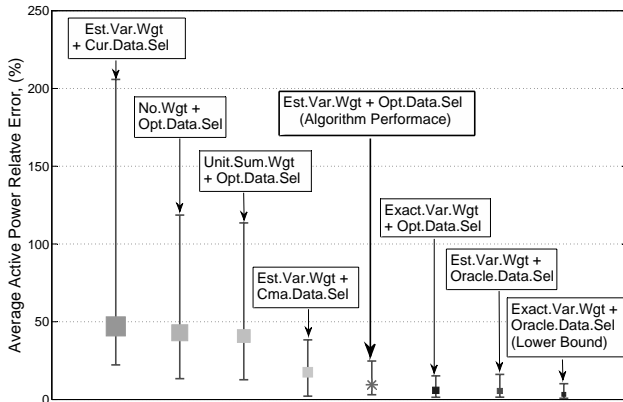 250
200
150
100
50
0
Average Active Power Relatve Error, (%)
Est.Var.Wgt
+ Cur.Data.Sel
No.Wgt +
Opt.Data.Sel
Unit.Sum.Wgt
+ Opt.Data.Sel
Est.Var.Wgt +
Cma.Data.Sel
Est.Var.Wgt + Opt.Data.Sel
(Algorithm Performace)
Exact.Var.Wgt
+ Opt.Data.Sel
Est.Var.Wgt +
Oracle.Data.Sel
Exact.Var.Wgt +
Oracle.Data.Sel
(Lower Bound)